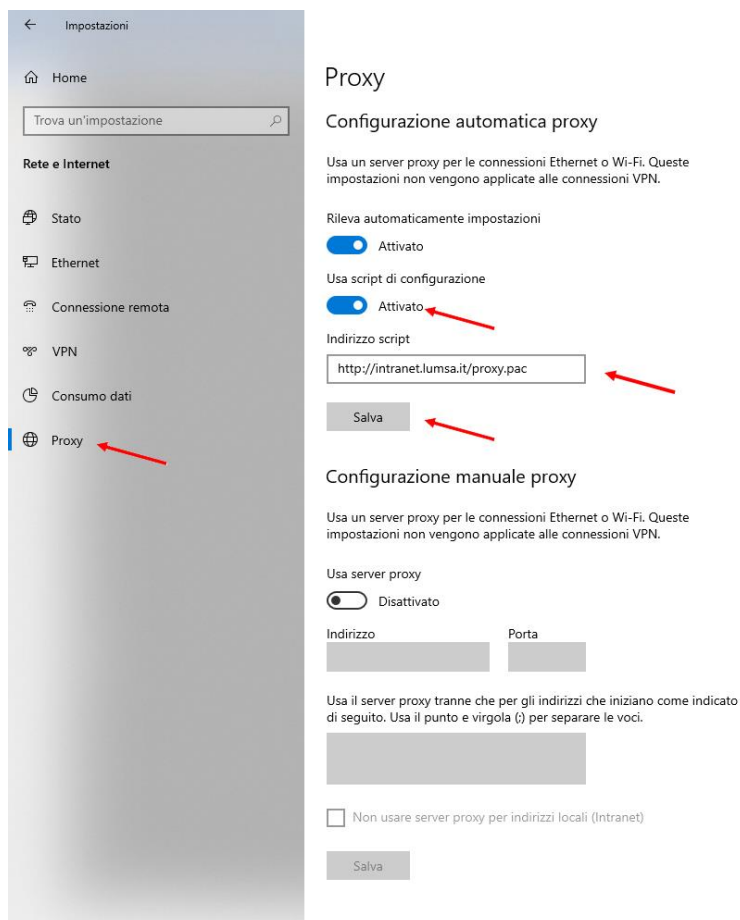 Impostazioni
Home
Trova un'impostazione
Rete e Internet
Stato
Ethernet
Connessione remota
VPN
Consumo dati
Proxy
Proxy
Configurazione automatica proxy
Usa un server proxy per le connessioni Ethernet o Wi-Fi. Queste
impostazioni non vengono applicate alle connessioni VPN.
Rileva automaticamente impostazioni
Attivato
Usa script di configurazione
Attivato
Indirizzo script
http://intranet.lumsa.it/proxy.pac
Salva
Configurazione manuale proxy
Usa un server proxy per le connessioni Ethernet o Wi-Fi. Queste
impostazioni non vengono applicate alle connessioni VPN.
Usa server proxy
Disattivato
Indirizzo Porta
Usa il server proxy tranne che per gli indirizzi che iniziano come indicato
di seguito. Usa il punto e virgola (;) per separare le voci.
Non usare server proxy per indirizzi locali (Intranet)
Salva